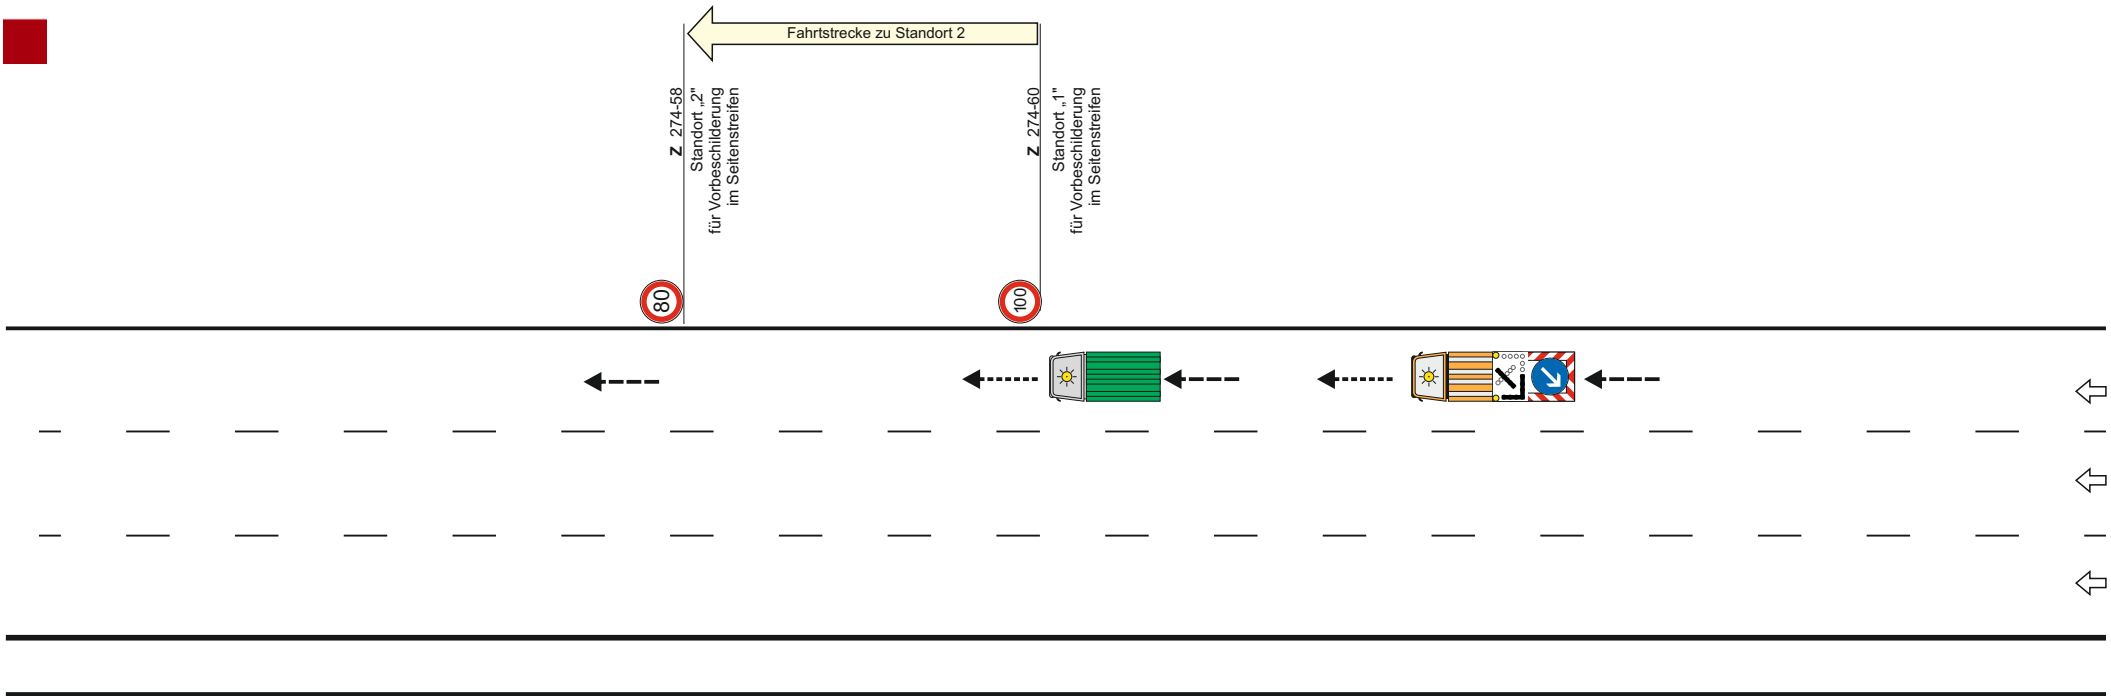 Fahrtstrecke zu Standort 2
Z 274-58
Standort „2"
für Vorbeschilderung
im Seitenstreifen
Z 274-60
Standort „1"
für Vorbeschilderung
im Seitenstreifen
80
100